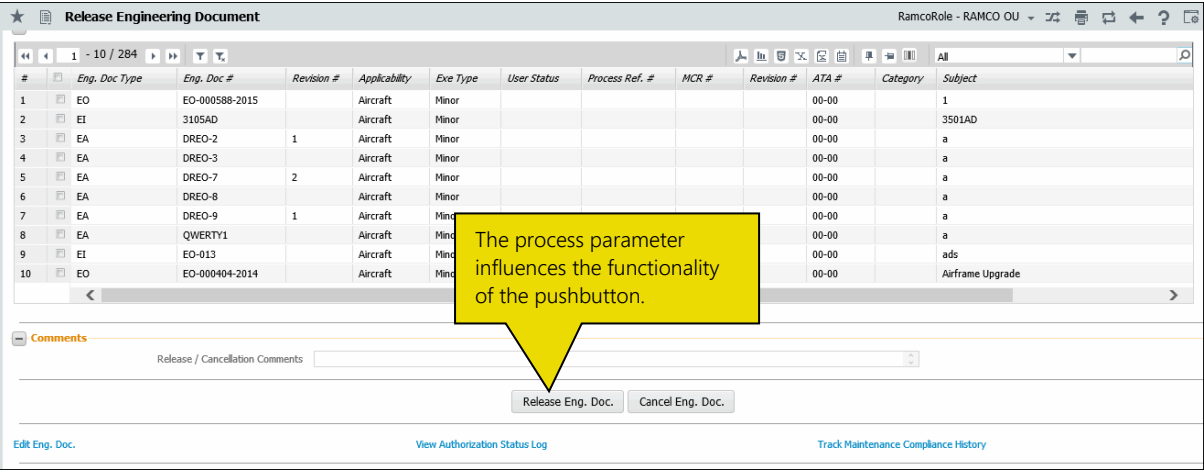 Release Engineering Document RamcoRole - RAMCO OU ?
1 - 10 / 284 All
# Eng. Doc Type Eng. Doc # Revision # Applicability Exe Type User Status Process Ref. # MCR # Revision # ATA # Category Subject
1 EO EO-000588-2015 Aircraft Minor 00-00 1
2 EI 3105AD Aircraft Minor 00-00 3501AD
3 EA DREO-2 1 Aircraft Minor 00-00 a
4 EA DREO-3 Aircraft Minor 00-00 a
5 EA DREO-7 2 Aircraft Minor 00-00 a
6 EA DREO-8 Aircraft Minor 00-00 a
7 EA DREO-9 1 Aircraft 00-00 a
8 EA QWERTY1 Aircraft 00-00 a
9 EI EO-013 Aircraft 00-00 ads
10 EO EO-000404-2014 Aircraft 00-00 Airframe Upgrade
The process parameter
influences the functionality
of the pushbutton.
Comments
Release / Cancellation Comments
Release Eng. Doc. Cancel Eng. Doc.
Edit Eng. Doc. View Authorization Status Log Track Maintenance Compliance History